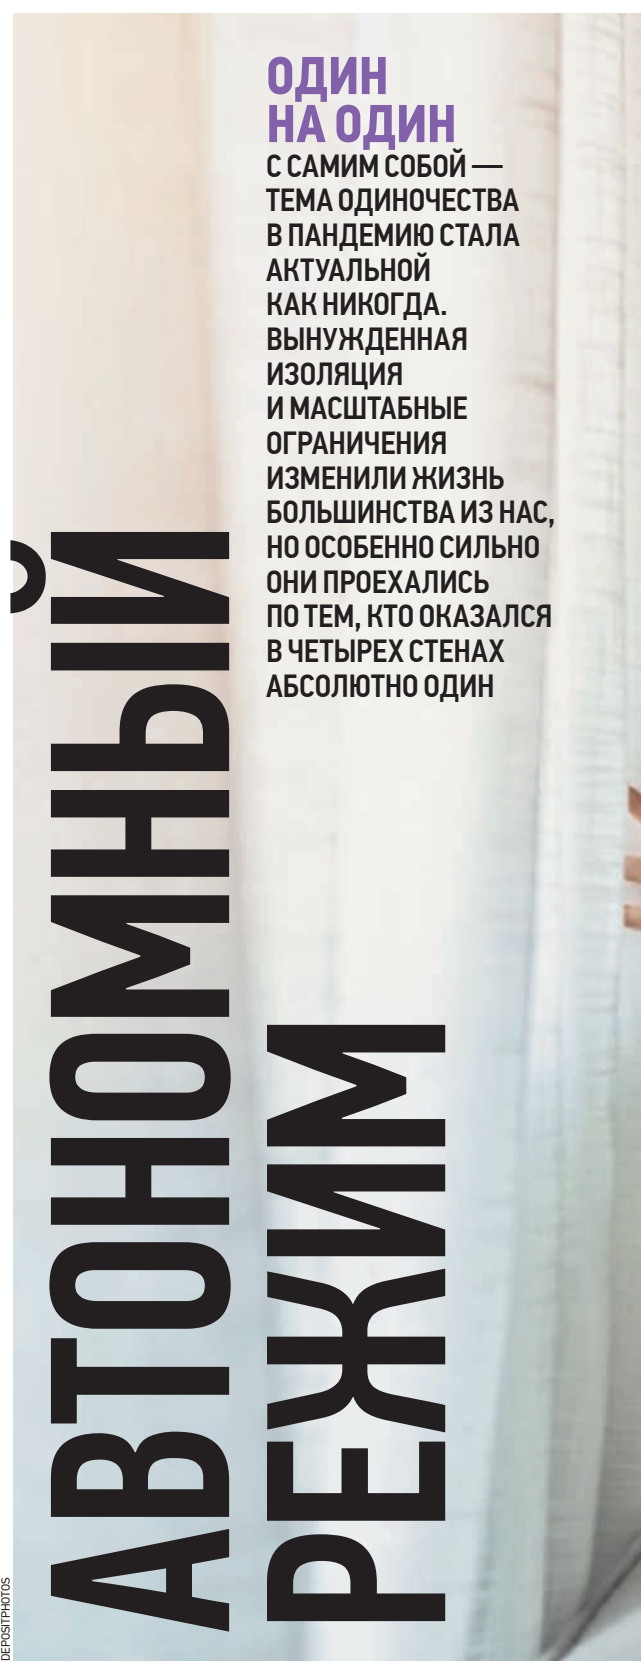 АВТОНОМНЫЙ
РЕЖИМ
ОДИН
НА ОДИН
С САМИМ СОБОЙ —
ТЕМА ОДИНОЧЕСТВА
В ПАНДЕМИЮ СТАЛА
АКТУАЛЬНОЙ
КАК НИКОГДА.
ВЫНУЖДЕННАЯ
ИЗОЛЯЦИЯ
И МАСШТАБНЫЕ
ОГРАНИЧЕНИЯ
ИЗМЕНИЛИ ЖИЗНЬ
БОЛЬШИНСТВА ИЗ НАС,
НО ОСОБЕННО СИЛЬНО
ОНИ ПРОЕХАЛИСЬ
ПО ТЕМ, КТО ОКАЗАЛСЯ
В ЧЕТЫРЕХ СТЕНАХ
АБСОЛЮТНО ОДИН
DEPOSITPHOTOS